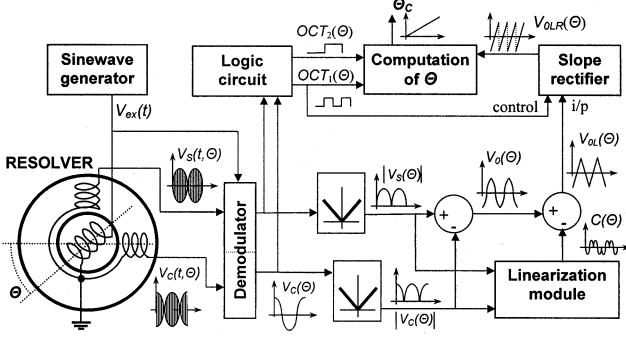 Θc
Sinewave
generator
Logic
circuit
OCT2(Θ)
OCT1(Θ)
Computation
of Θ
V0LR(Θ)
Slope
rectifier
control
i/p
Vex(t)
RESOLVER
VS(t,Θ)
Demodulator
|VS(Θ)|
VO(Θ)
V0L(Θ)
+
-
+
-
C(Θ)
Θ
VC(t,Θ)
VC(Θ)
|VC(Θ)|
Linearization
module